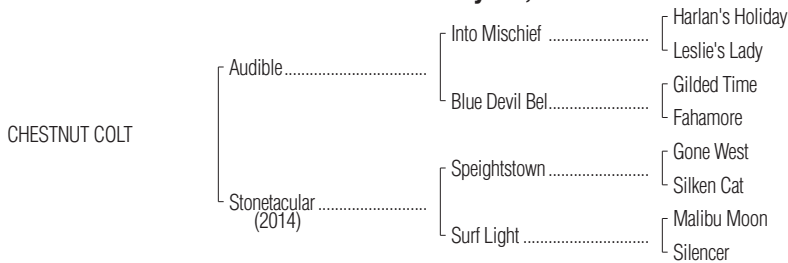 Harlan's Holiday
Into Mischief ........................
Leslie's Lady
Audible..................................
Gilded Time
Blue Devil Bel........................
Fahamore
CHESTNUT COLT
Gone West
Speightstown ........................
Silken Cat
Stonetacular ..........................
(2014)
Malibu Moon
Surf Light ..............................
Silencer